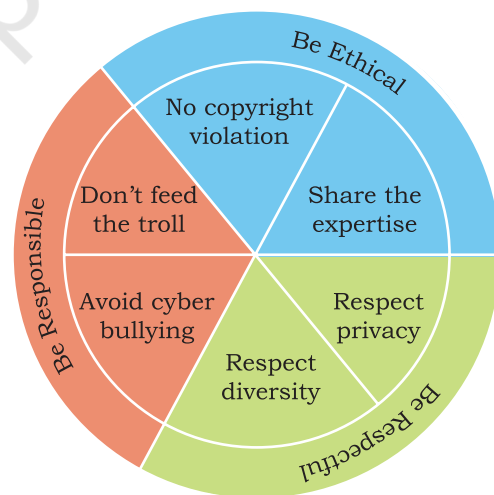 Be Ethical
No copyright
violation
Share the
expertise
Be Responsible
Don't feed
the troll
Avoid cyber
bullying
Respect
privacy
Respect
diversity
Be Respectful